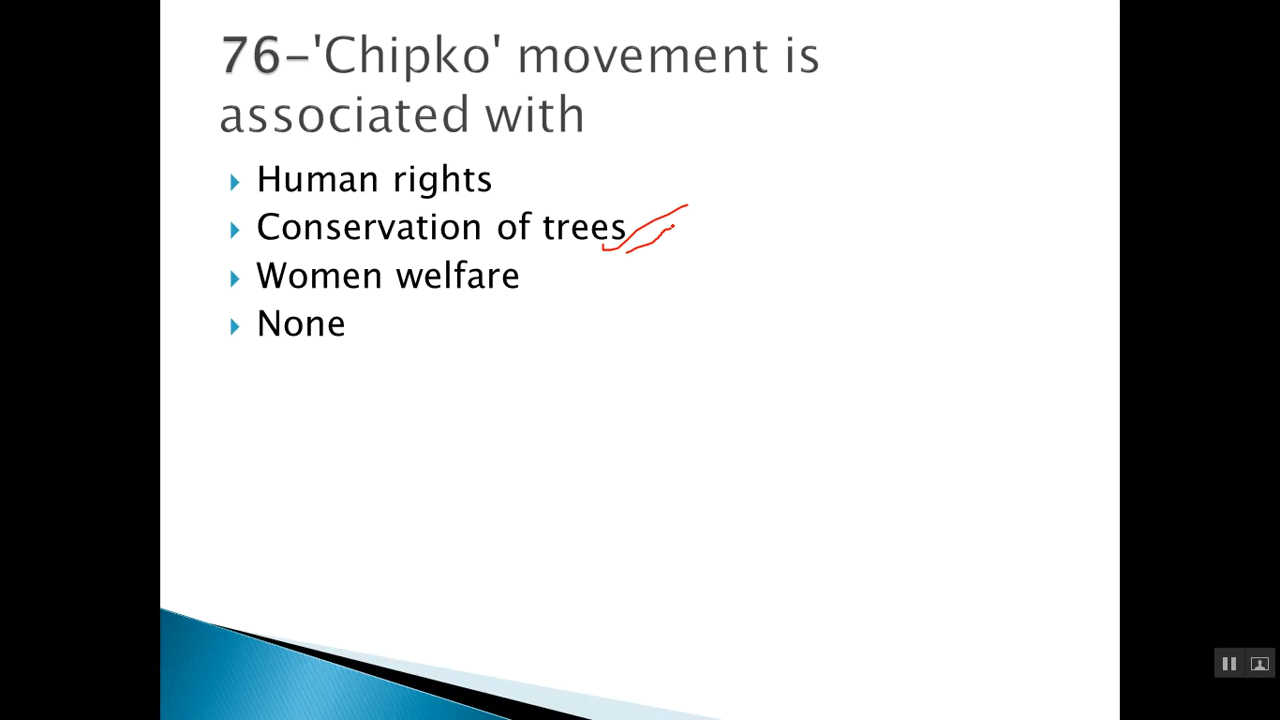 76-'Chipko' movement is
associated with
Human rights
Conservation of trees
Women welfare
None